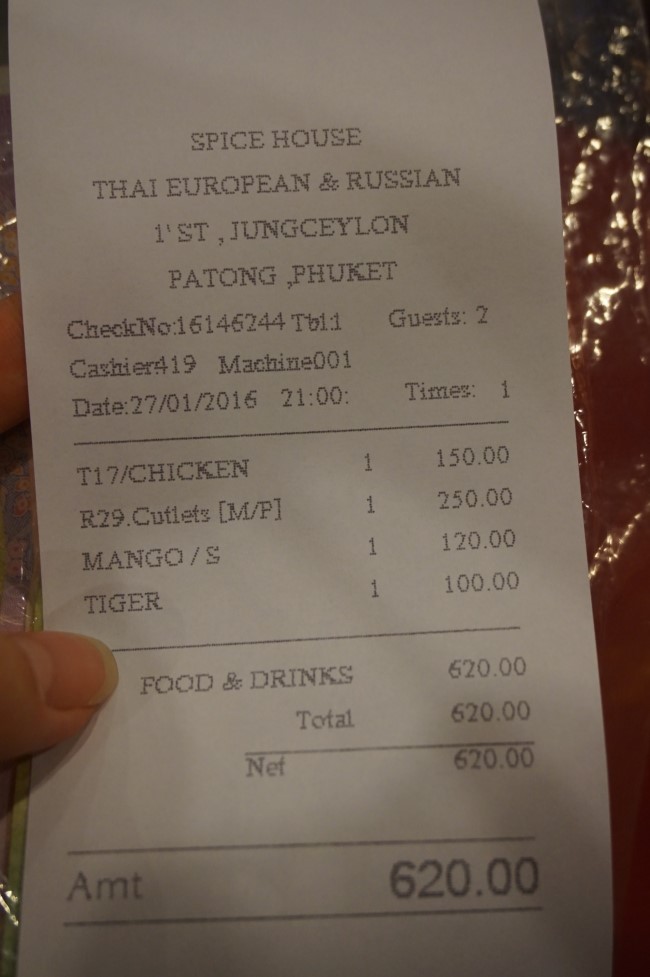 SPICE HOUSE
THAI EUROPEAN & RUSSIAN
1'ST , JUNGCEYLON
PATONG ,PHUKET
CheckNo:16146244 Tbl:1 Guests: 2
Cashier:419 Machine001
Date:27/01/2016 21:00: Times: 1
T17/CHICKEN 1 150.00
R29.Cutlets [M/P] 1 250.00
MANGO / S 1 120.00
TIGER 1 100.00
FOOD & DRINKS 620.00
Total 620.00
Net 620.00
Amt 620.00